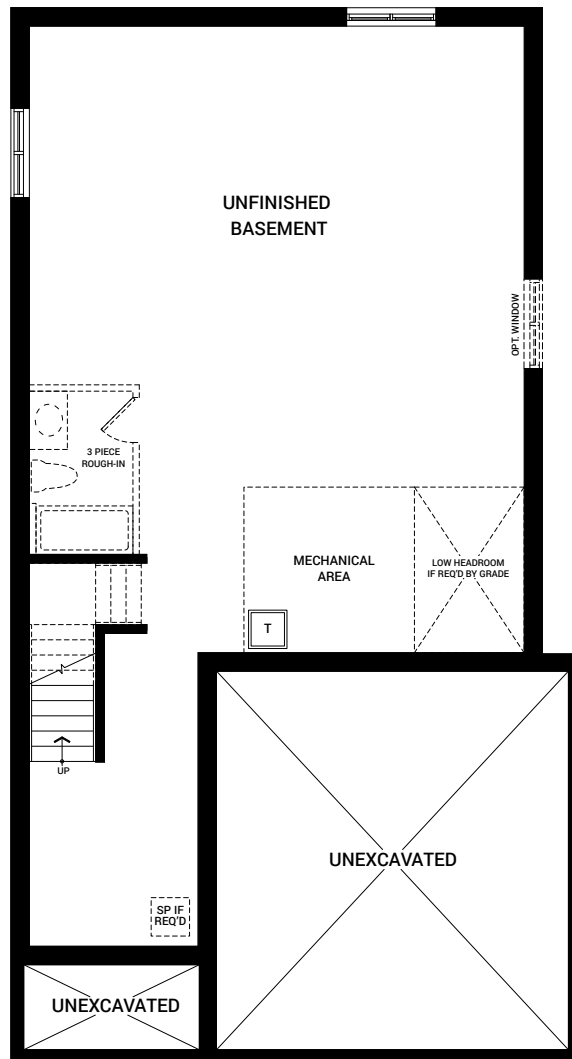 UNFINISHED
BASEMENT
OPT. WINDOW
3 PIECE
ROUGH-IN
MECHANICAL
AREA
LOW HEADROOM
IF REQ'D BY GRADE
T
UP
UNEXCAVATED
SP IF
REQ'D
UNEXCAVATED